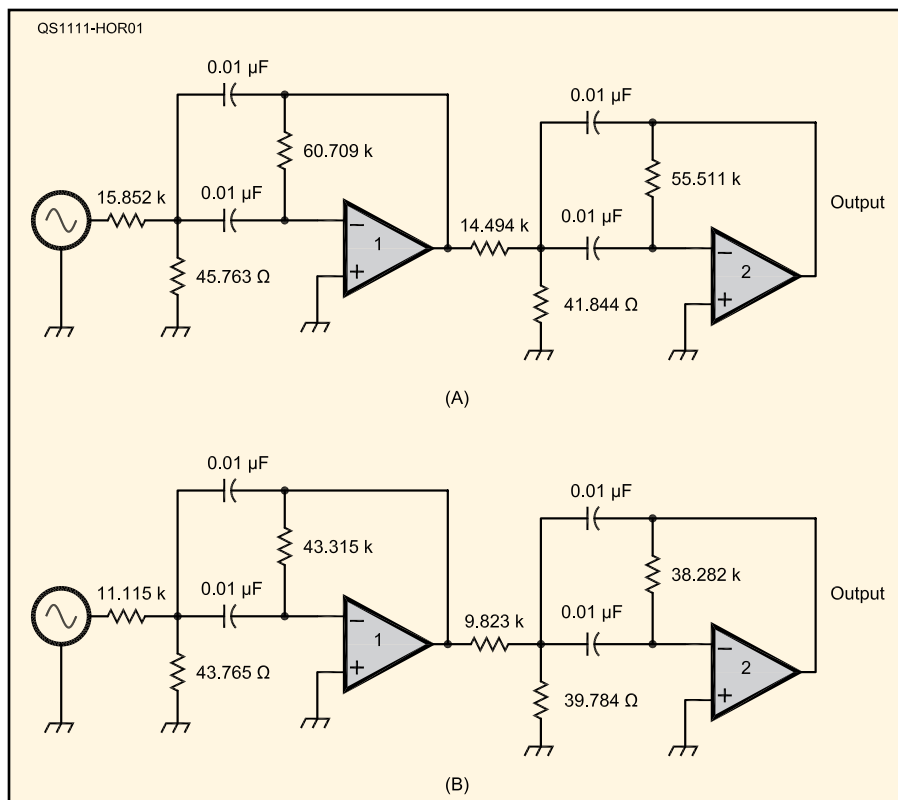 QS1111-HOR01
0.01 µF
0.01 µF
60.709 k
55.511 k
15.852 k
0.01 µF
0.01 µF
14.494 k
Output
−
1
+
45.763 Ω
−
2
+
41.844 Ω
(A)
0.01 µF
0.01 µF
43.315 k
38.282 k
11.115 k
0.01 µF
0.01 µF
9.823 k
Output
−
1
+
43.765 Ω
−
2
+
39.784 Ω
(B)